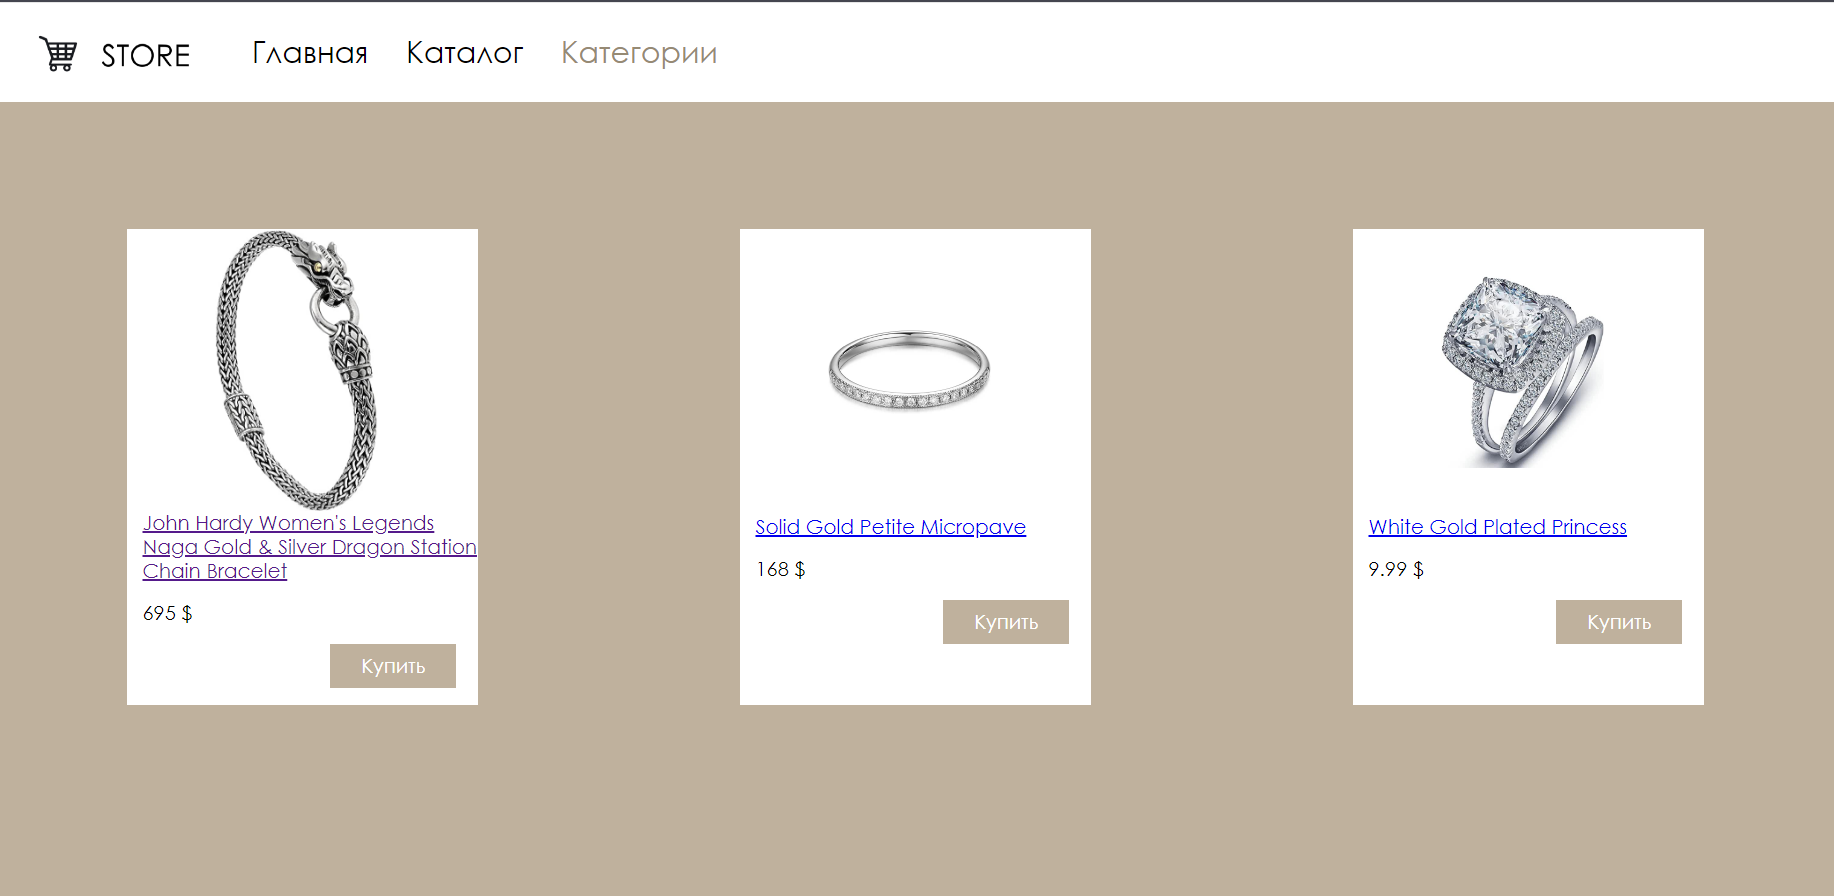 STORE Главная Каталог Категории
John Hardy Women's Legends
Naga Gold & Silver Dragon Station
Chain Bracelet
695 $
Купить
Solid Gold Petite Micropave
168 $
Купить
White Gold Plated Princess
9.99 $
Купить